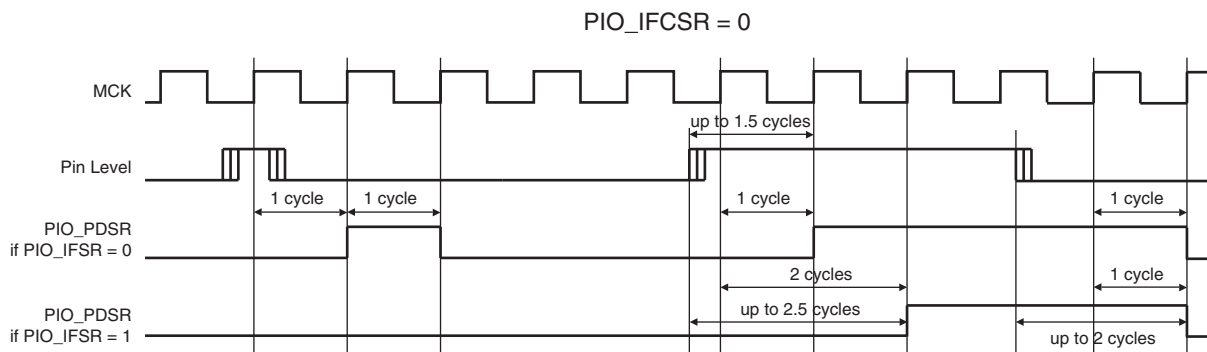 PIO_IFCSR = 0
MCK
up to 1.5 cycles
Pin Level
1 cycle
1 cycle
1 cycle
1 cycle
PIO_PDSR
if PIO_IFSR = 0
2 cycles
1 cycle
PIO_PDSR
if PIO_IFSR = 1
up to 2.5 cycles
up to 2 cycles